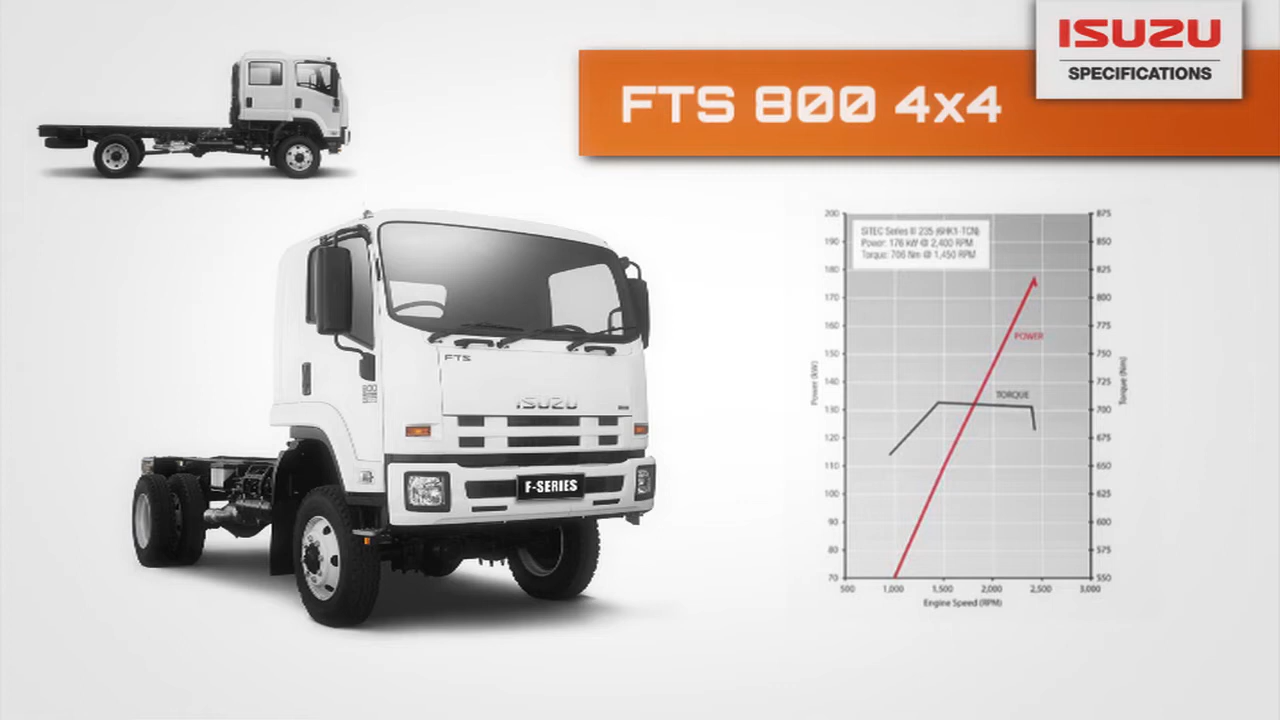 ISUZU
SPECIFICATIONS
FTS 800 4x4
SITEC Series III 235 (6HK1-TCN)
Power: 176 kW @ 2,400 RPM
Torque: 706 Nm @ 1,450 RPM
200
190
180
170
160
150
140
130
120
110
100
90
80
70
Power (kW)
875
850
825
800
775
750
725
700
675
650
625
600
575
550
Torque (Nm)
POWER
TORQUE
500 1,000 1,500 2,000 2,500 3,000
Engine Speed (RPM)
FTS
ISUZU
800
F-SERIES